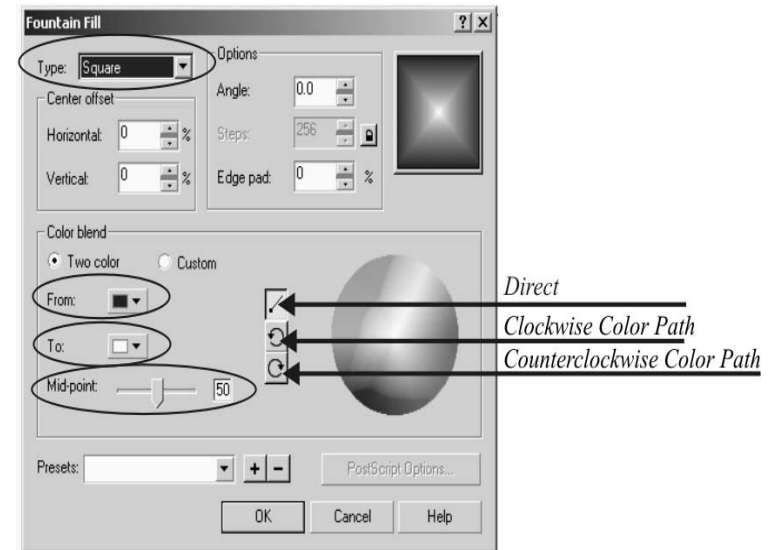 Fountain Fill
Type: Square
Options
Center offset
Angle: 0.0
Horizontal: 0 %
Steps: 256
Vertical: 0 %
Edge pad: 0 %
Color blend
Two color Custom
From:
Direct
Clockwise Color Path
To:
Counterclockwise Color Path
Mid-point: 50
Presets: + - PostScript Options...
OK Cancel Help